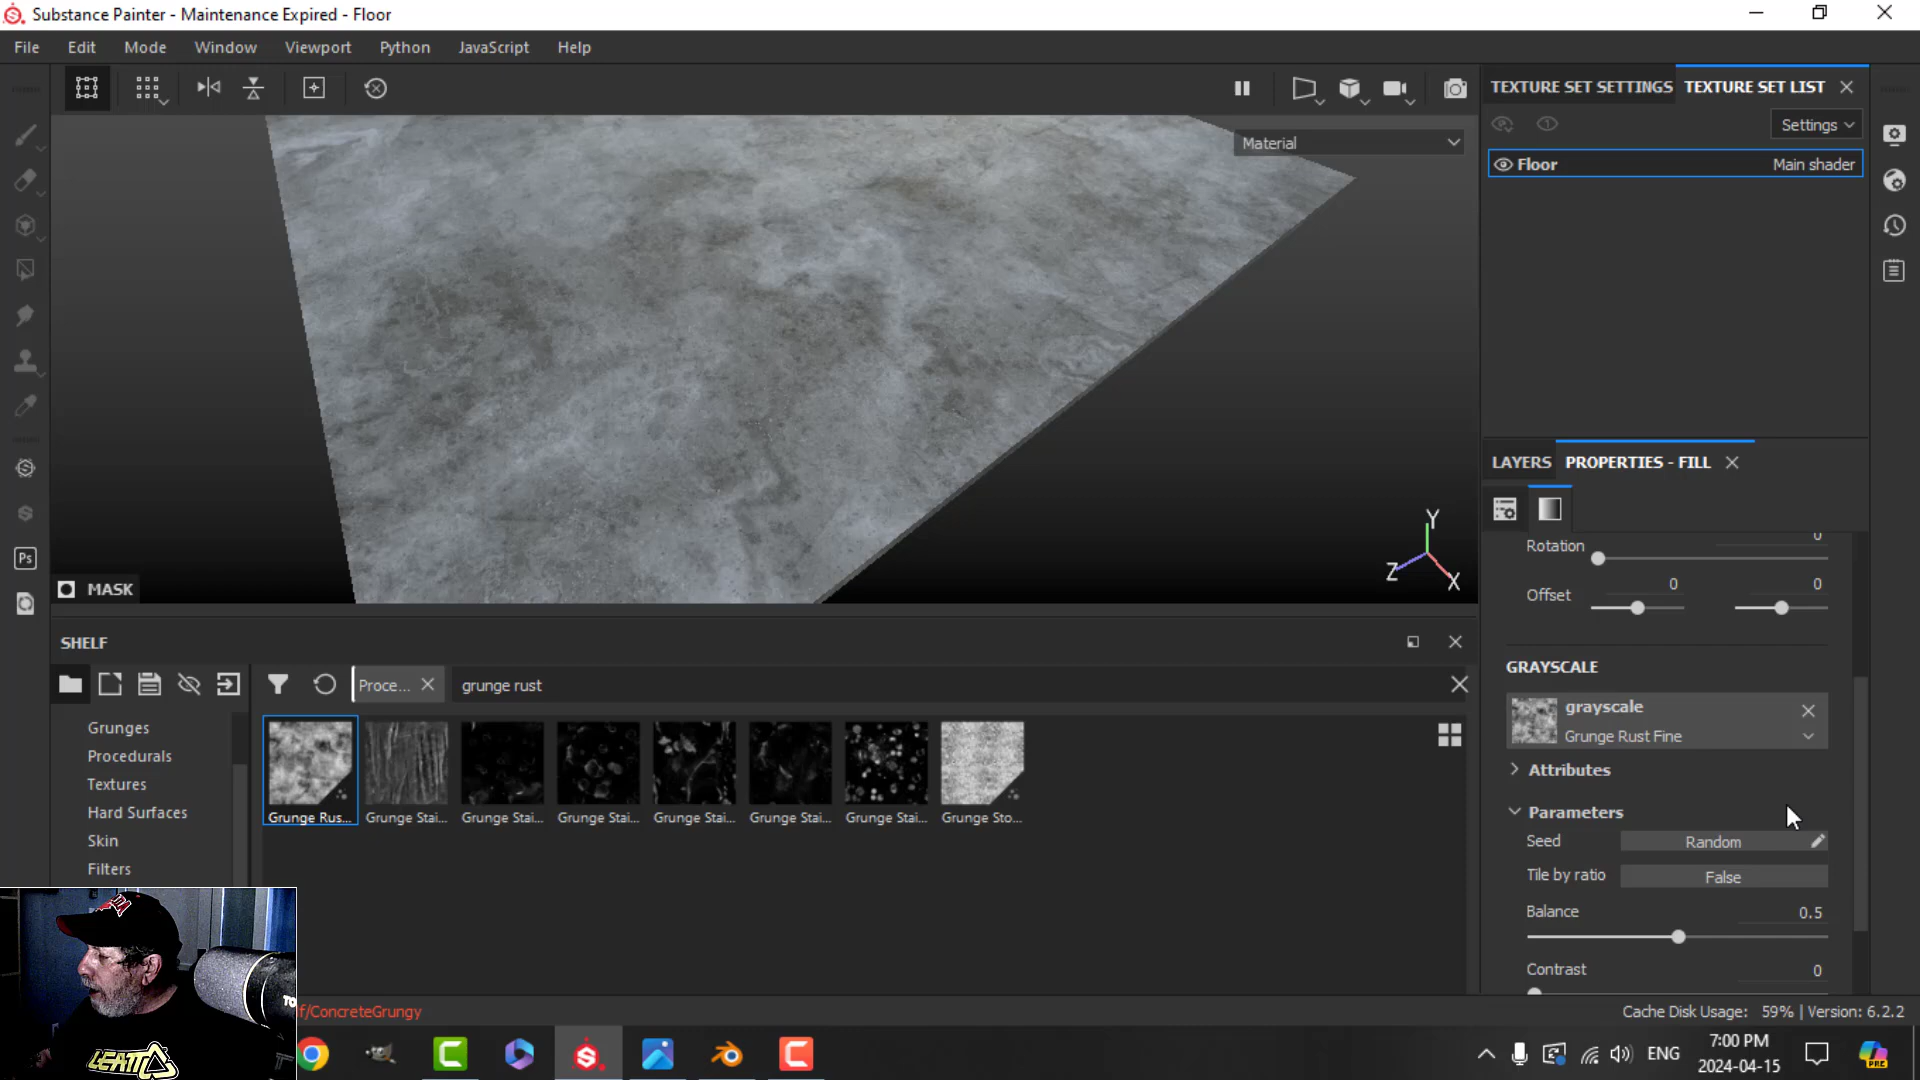 Substance Painter - Maintenance Expired - Floor
File Edit Mode Window Viewport Python JavaScript Help
TEXTURE SET SETTINGS TEXTURE SET LIST
Settings
Material
Floor Main shader
LAYERS PROPERTIES - FILL
Rotation 0
Offset 0 0
Y
Z X
MASK
GRAYSCALE
grayscale
Grunge Rust Fine
Attributes
Parameters
Seed Random
Tile by ratio False
Balance 0.5
Contrast 0
SHELF
Proce... grunge rust
Grunges
Procedurals
Textures
Hard Surfaces
Skin
Filters
Grunge Rus... Grunge Stai... Grunge Stai... Grunge Stai... Grunge Stai... Grunge Stai... Grunge Stai... Grunge Sto...
Ps
LEATT
f/ConcreteGrungy
Cache Disk Usage: 59% | Version: 6.2.2
ENG
7:00 PM
2024-04-15
PRE